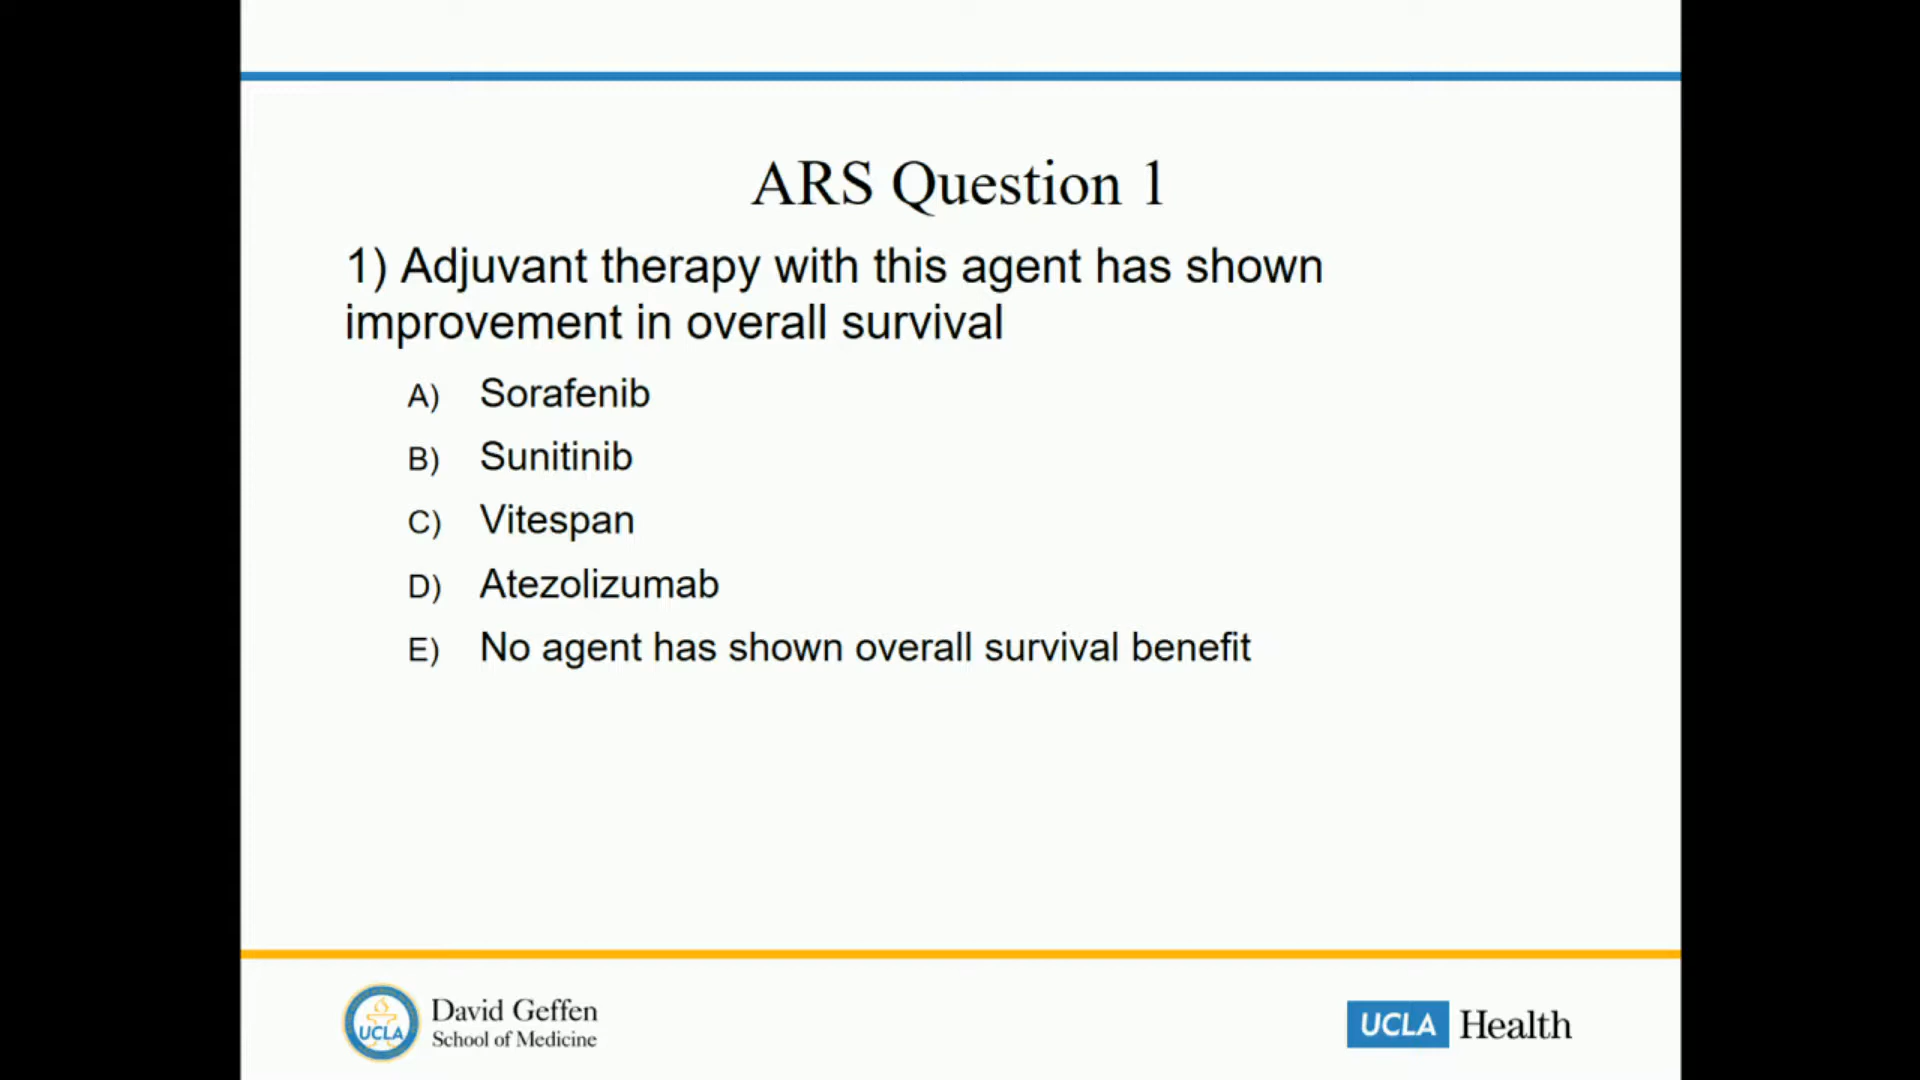 ARS Question 1
1) Adjuvant therapy with this agent has shown
improvement in overall survival
A) Sorafenib
B) Sunitinib
C) Vitespan
D) Atezolizumab
E) No agent has shown overall survival benefit
UCLA
David Geffen
School of Medicine
UCLA Health